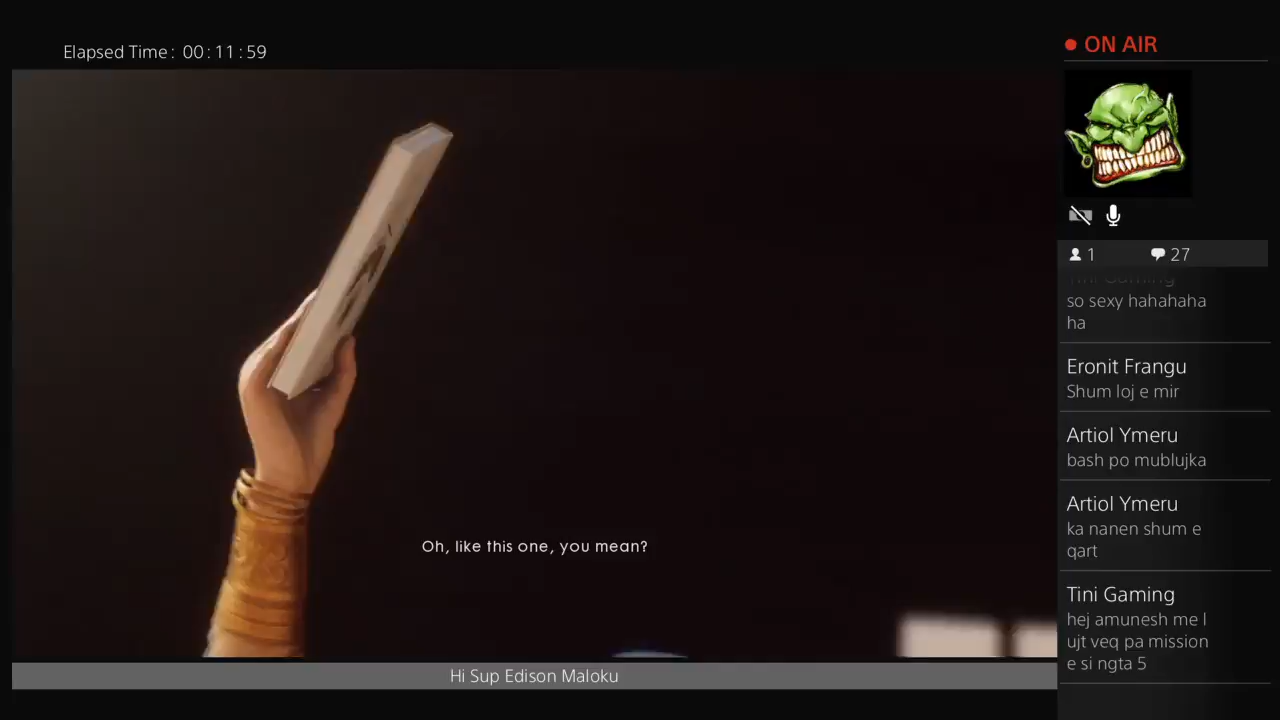 Elapsed Time: 00:11:59
ON AIR
1
27
Tini Gaming
so sexy hahahaha
ha
Eronit Frangu
Shum loj e mir
Artiol Ymeru
bash po mublujka
Artiol Ymeru
ka nanen shum e
qart
Tini Gaming
hej amunesh me l
ujt veq pa mission
e si ngta 5
Oh, like this one, you mean?
Hi Sup Edison Maloku